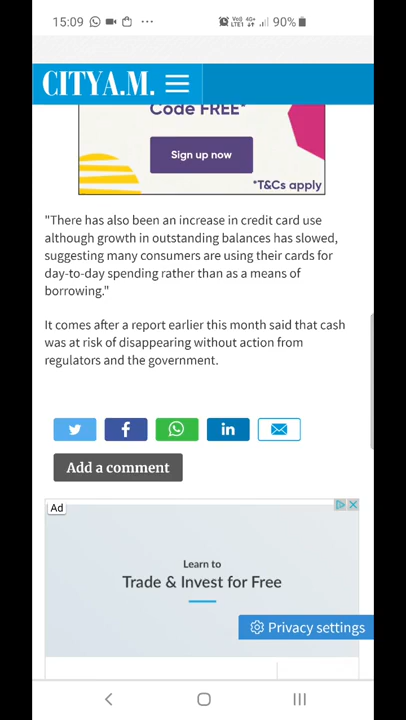 15:09 90%
CITYA.M.
Code FREE*
Sign up now
*T&Cs apply
"There has also been an increase in credit card use
although growth in outstanding balances has slowed,
suggesting many consumers are using their cards for
day-to-day spending rather than as a means of
borrowing."
It comes after a report earlier this month said that cash
was at risk of disappearing without action from
regulators and the government.
f in
Add a comment
Ad
Learn to
Trade & Invest for Free
Privacy settings